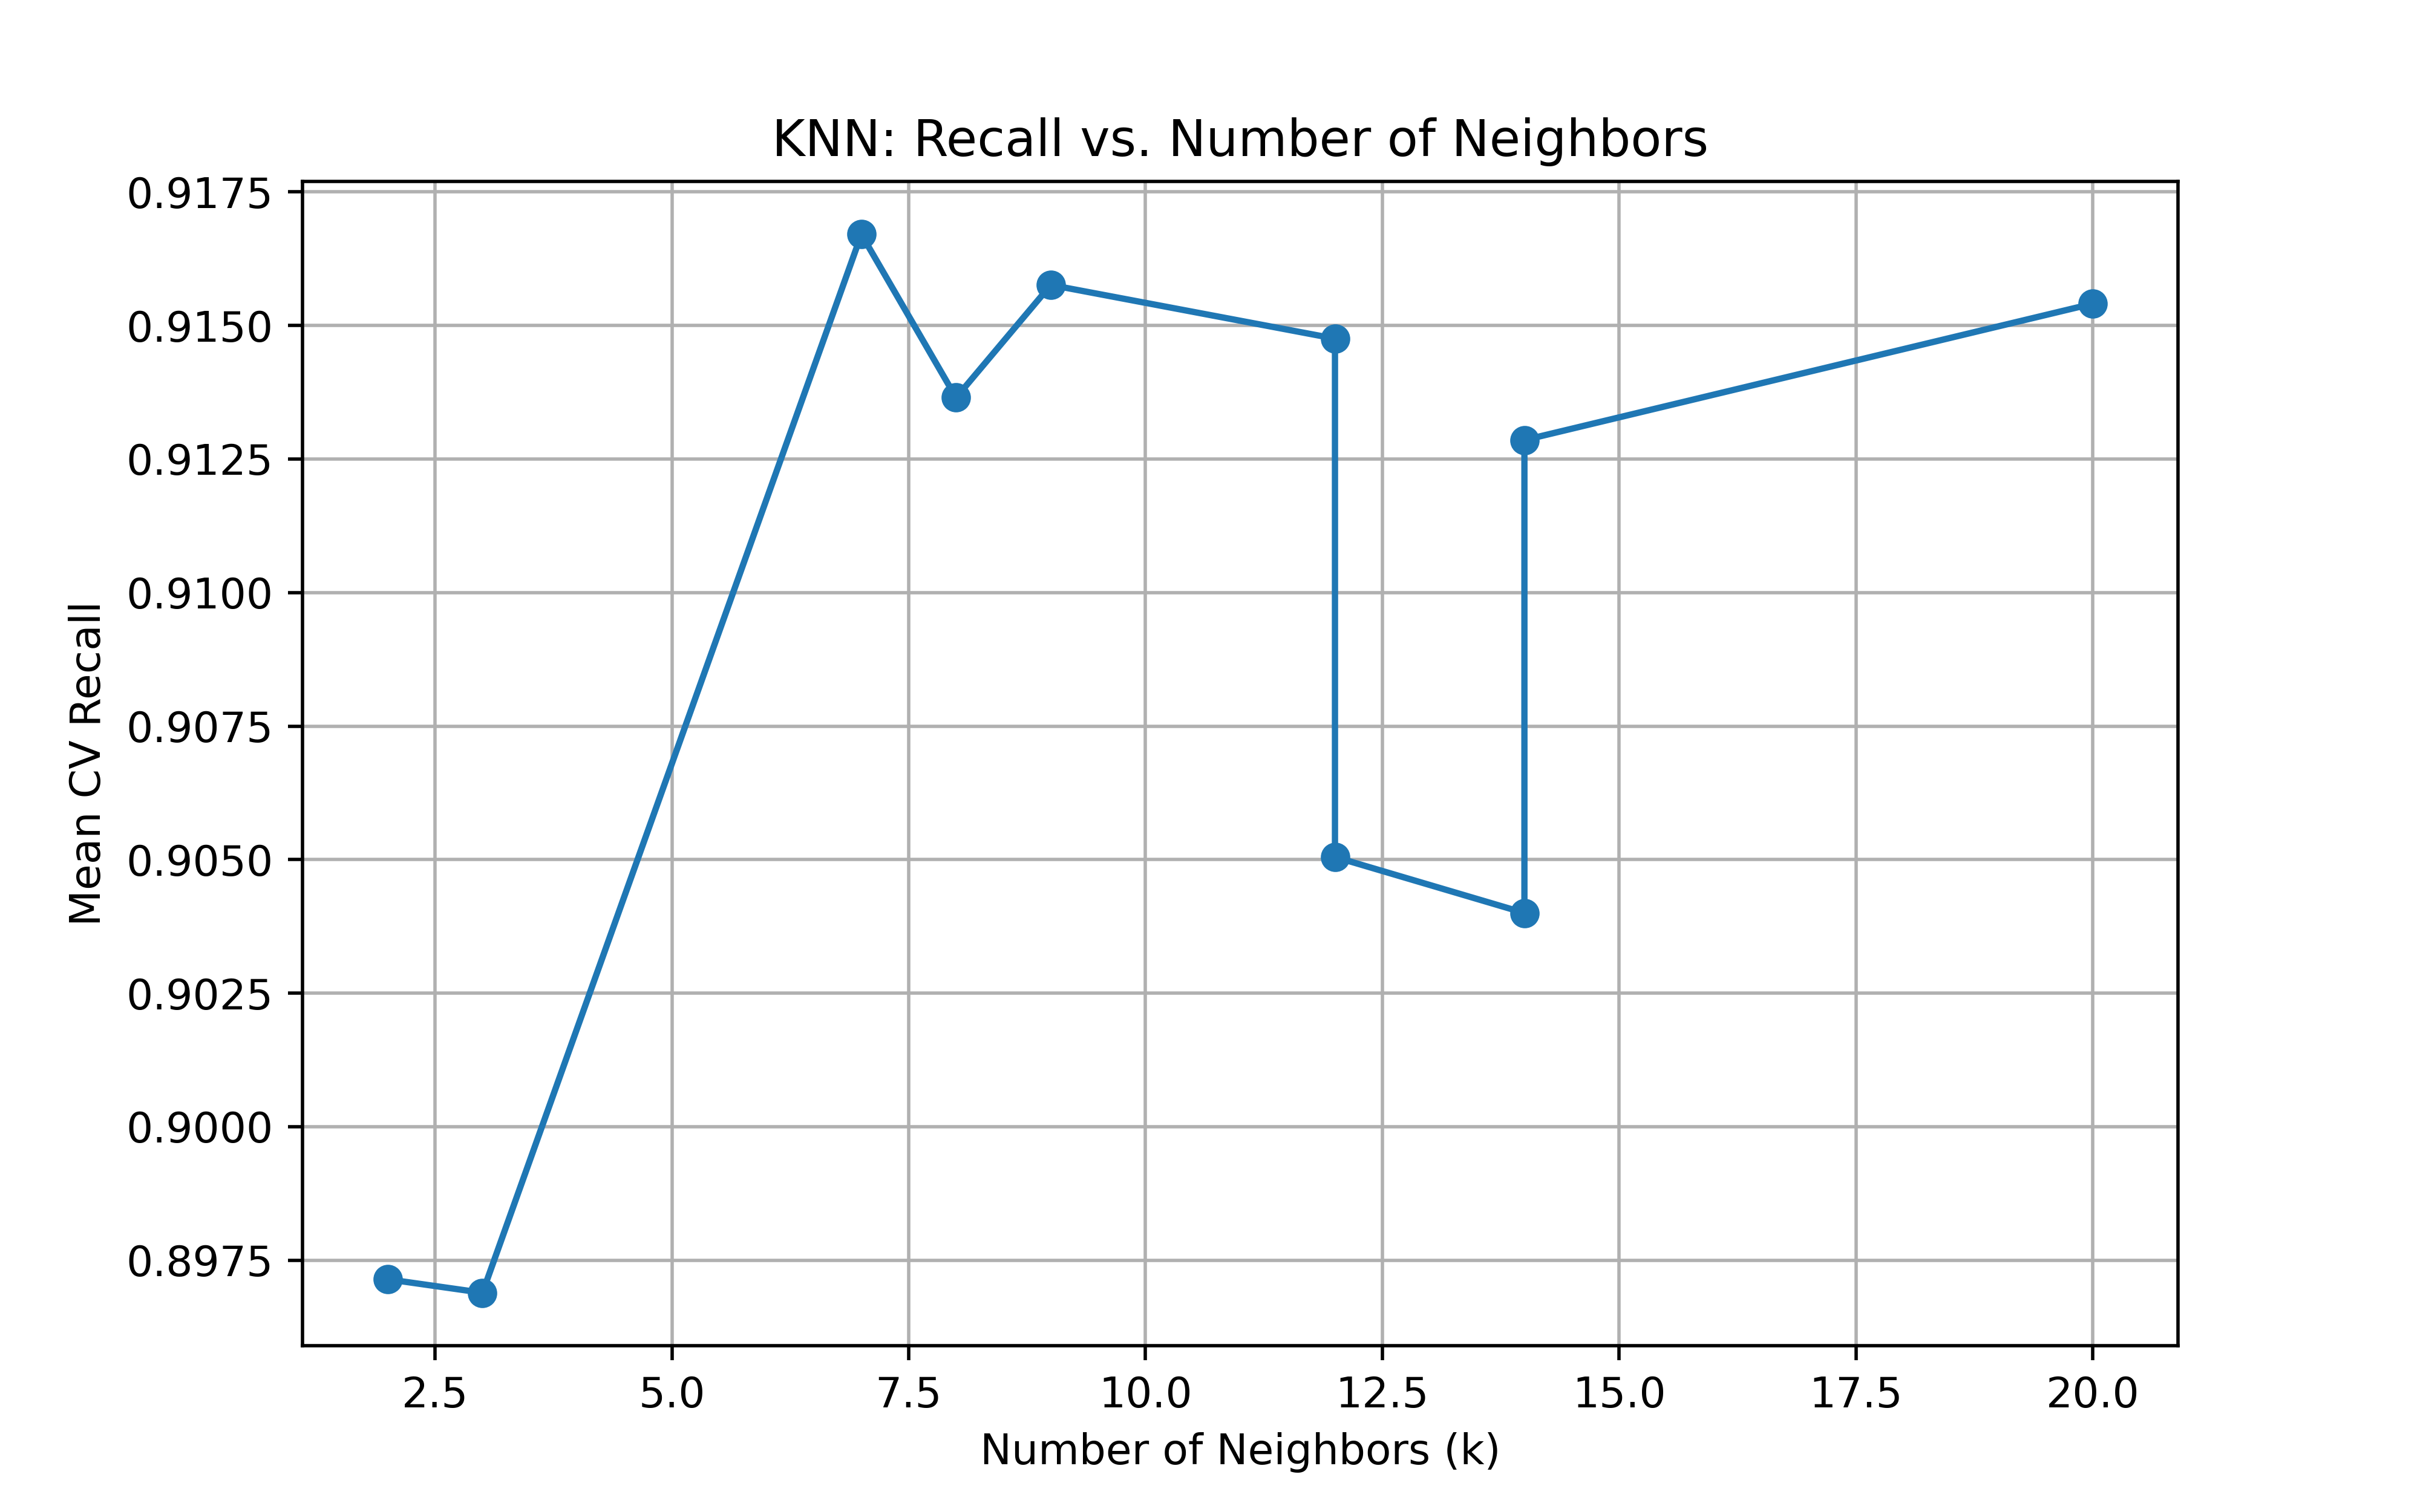 KNN: Recall vs. Number of Neighbors
0.9175
0.9150
0.9125
0.9100
0.9075
0.9050
0.9025
0.9000
0.8975
Mean CV Recall
2.5 5.0 7.5 10.0 12.5 15.0 17.5 20.0
Number of Neighbors (k)